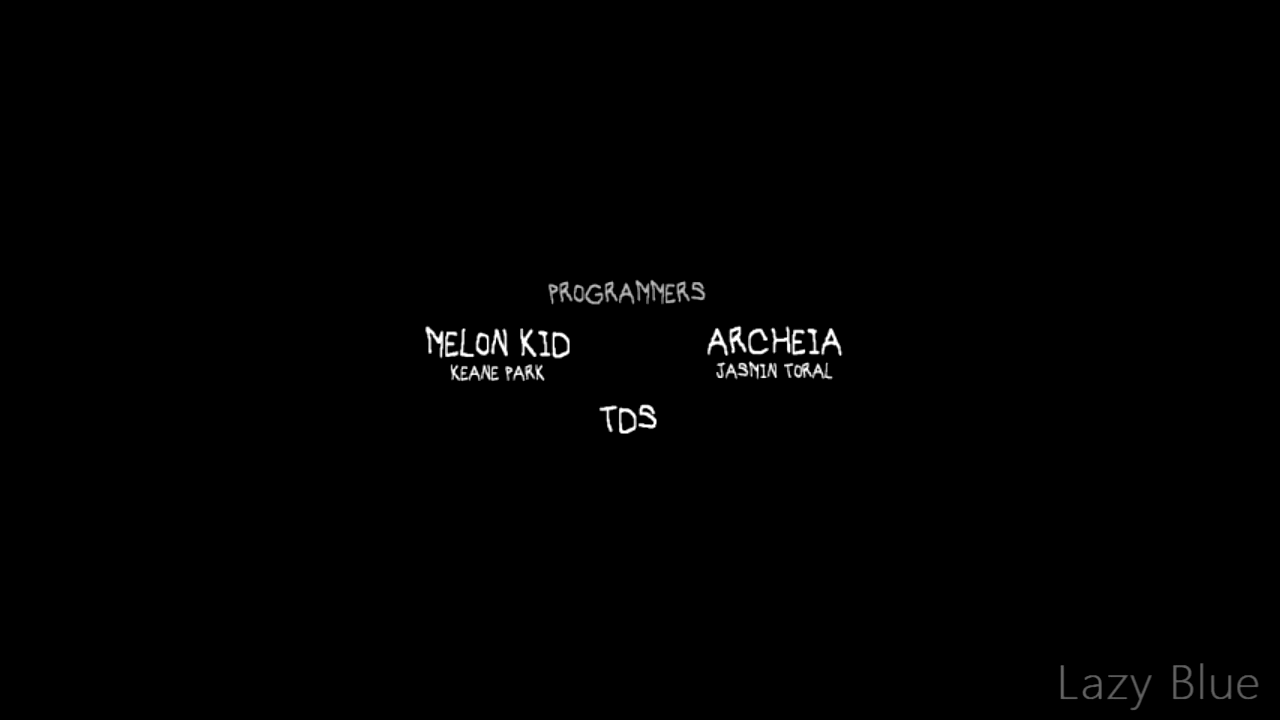 PROGRAMMERS
MELON KID ARCHEIA
KEANE PARK JASMIN TORAL
TDS
Lazy Blue